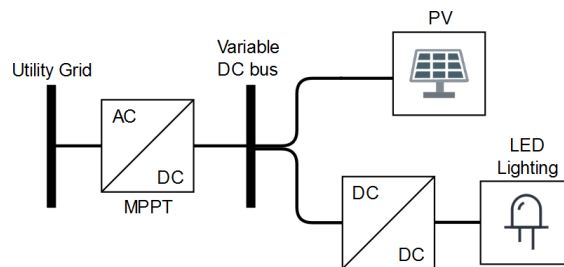 PV
Variable
DC bus
Utility Grid
AC
DC
MPPT
LED
Lighting
DC
DC